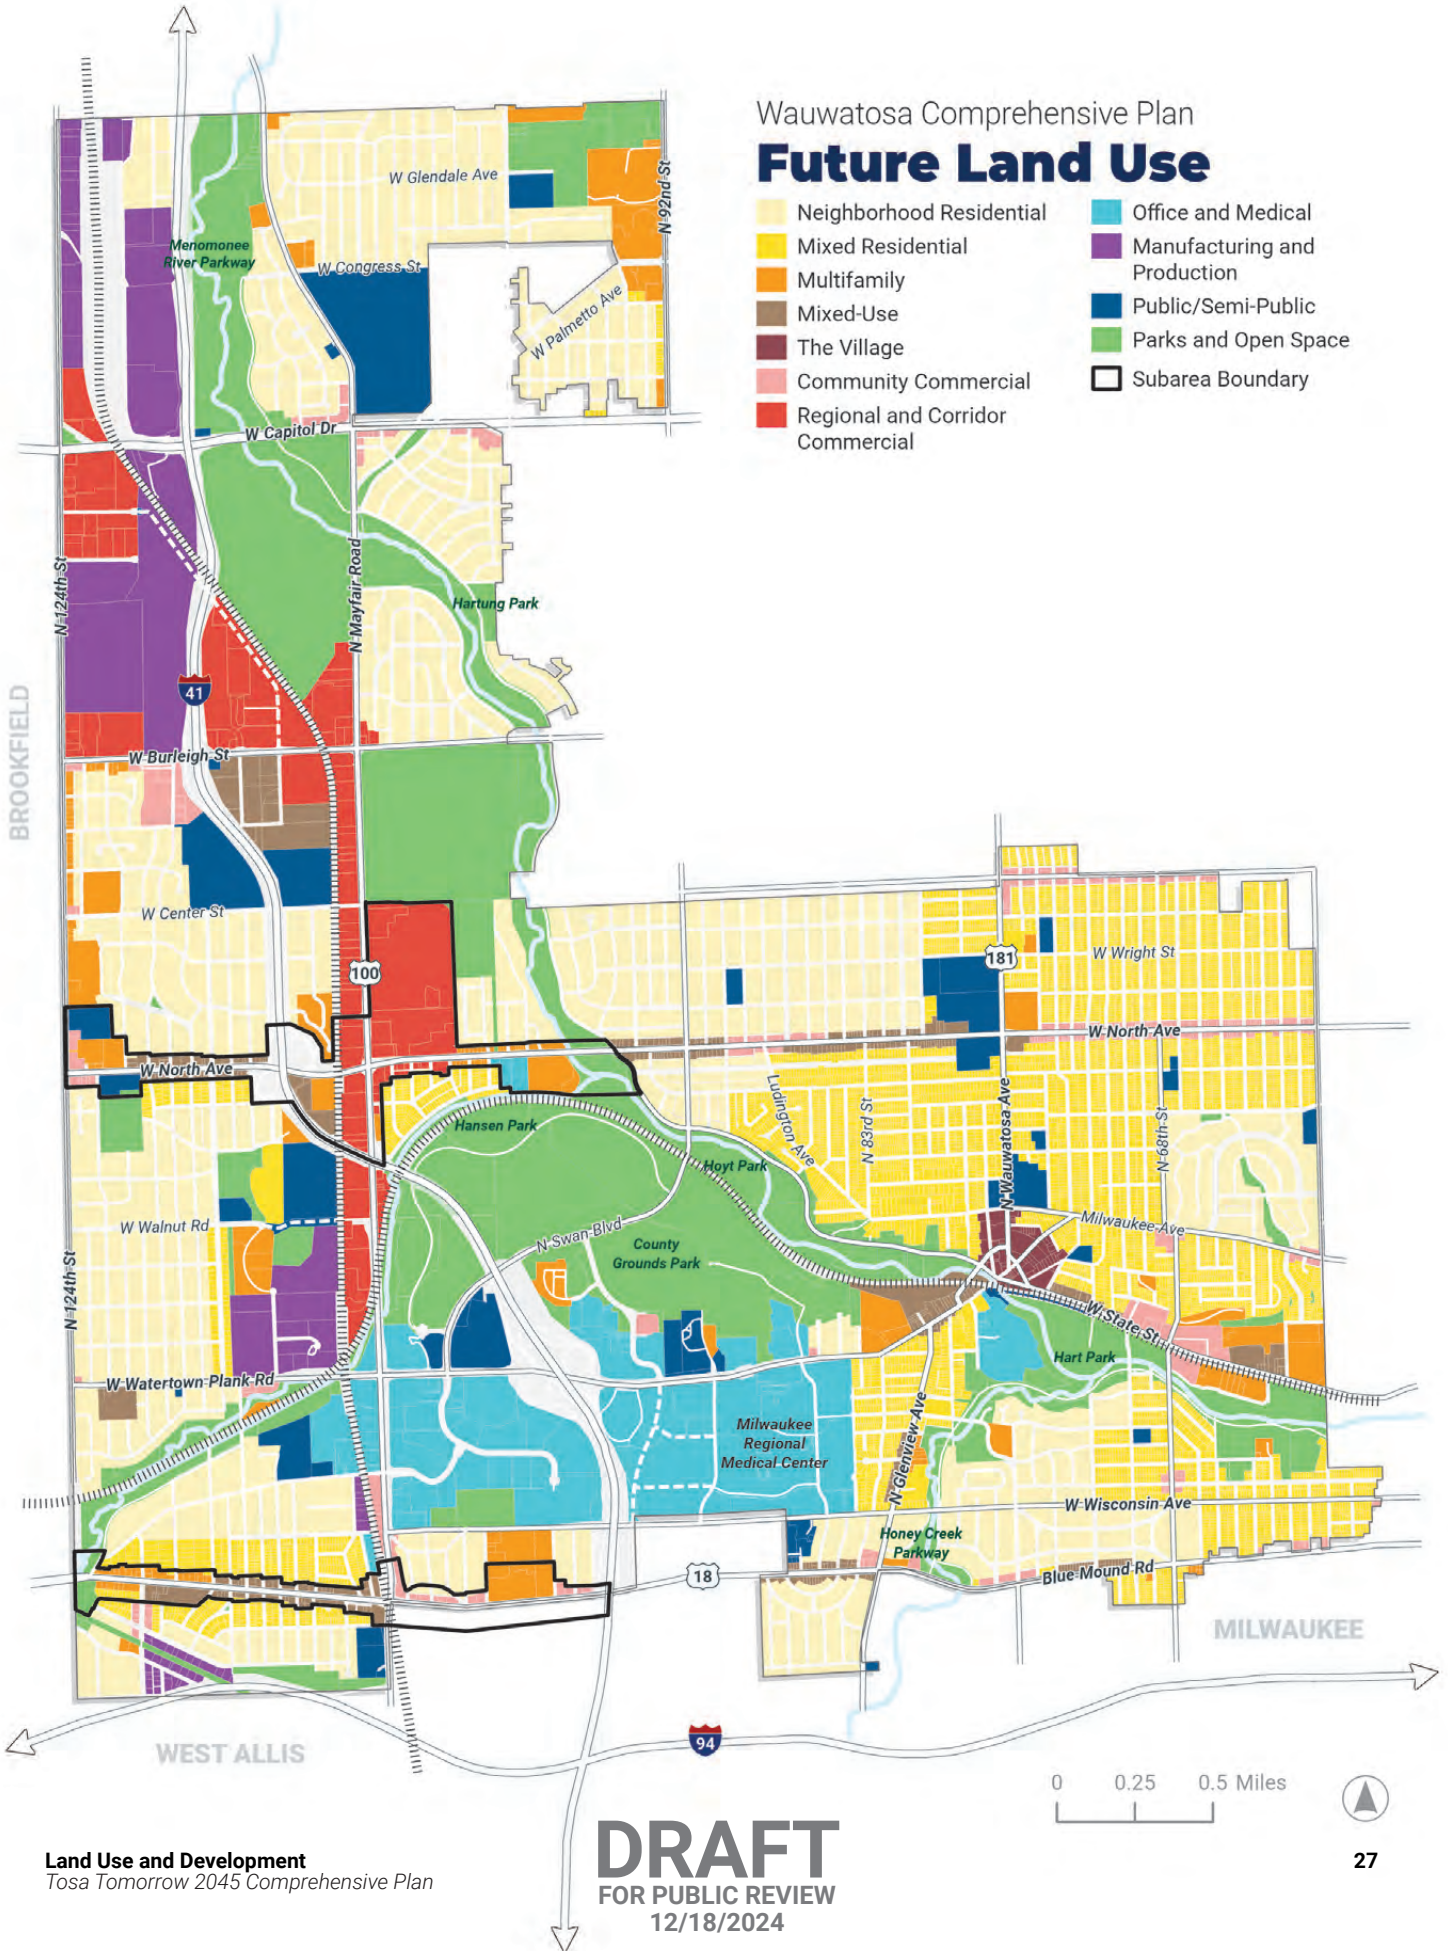 Wauwatosa Comprehensive Plan
Future Land Use
Neighborhood Residential
Mixed Residential
Multifamily
Mixed-Use
The Village
Community Commercial
Regional and Corridor
Commercial
Office and Medical
Manufacturing and
Production
Public/Semi-Public
Parks and Open Space
Subarea Boundary
W Glendale Ave
N 92nd St
Menomonee
River Parkway
W Congress St
W Palmetto Ave
W Capitol Dr
N 124th St
N Mayfair Road
Hartung Park
41
BROOKFIELD
W Burleigh St
W Center St
100
181
W Wright St
W North Ave
W North Ave
Ludington Ave
N 83rd St
N Wauwatosa Ave
N 68th St
Hansen Park
Hoyt Park
W Walnut Rd
N Swan Blvd
County
Grounds Park
Milwaukee Ave
N 124th St
W State St
Hart Park
W Watertown Plank Rd
Milwaukee
Regional
Medical Center
N Glenview Ave
W Wisconsin Ave
Honey Creek
Parkway
18
Blue Mound Rd
MILWAUKEE
WEST ALLIS
94
0 0.25 0.5 Miles
DRAFT
FOR PUBLIC REVIEW
12/18/2024
Land Use and Development
Tosa Tomorrow 2045 Comprehensive Plan
27